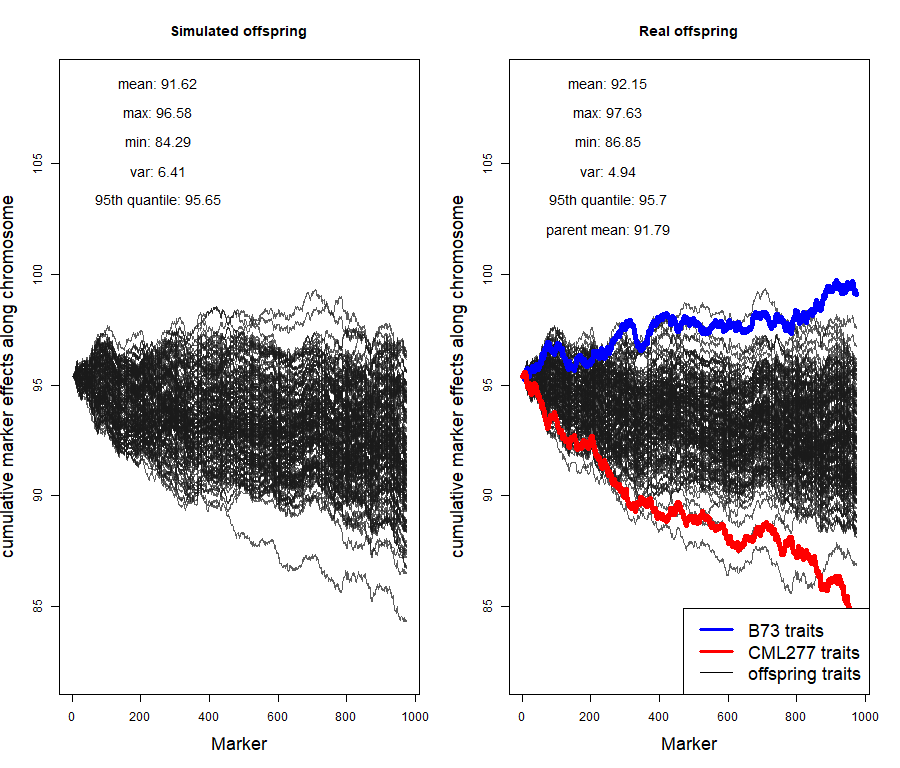 Simulated offspring
mean: 91.62
max: 96.58
min: 84.29
var: 6.41
95th quantile: 95.65
cumulative marker effects along chromosome
105
100
95
90
85
0 200 400 600 800 1000
Marker
Real offspring
mean: 92.15
max: 97.63
min: 86.85
var: 4.94
95th quantile: 95.7
parent mean: 91.79
cumulative marker effects along chromosome
105
100
95
90
85
B73 traits
CML277 traits
offspring traits
0 200 400 600 800 1000
Marker